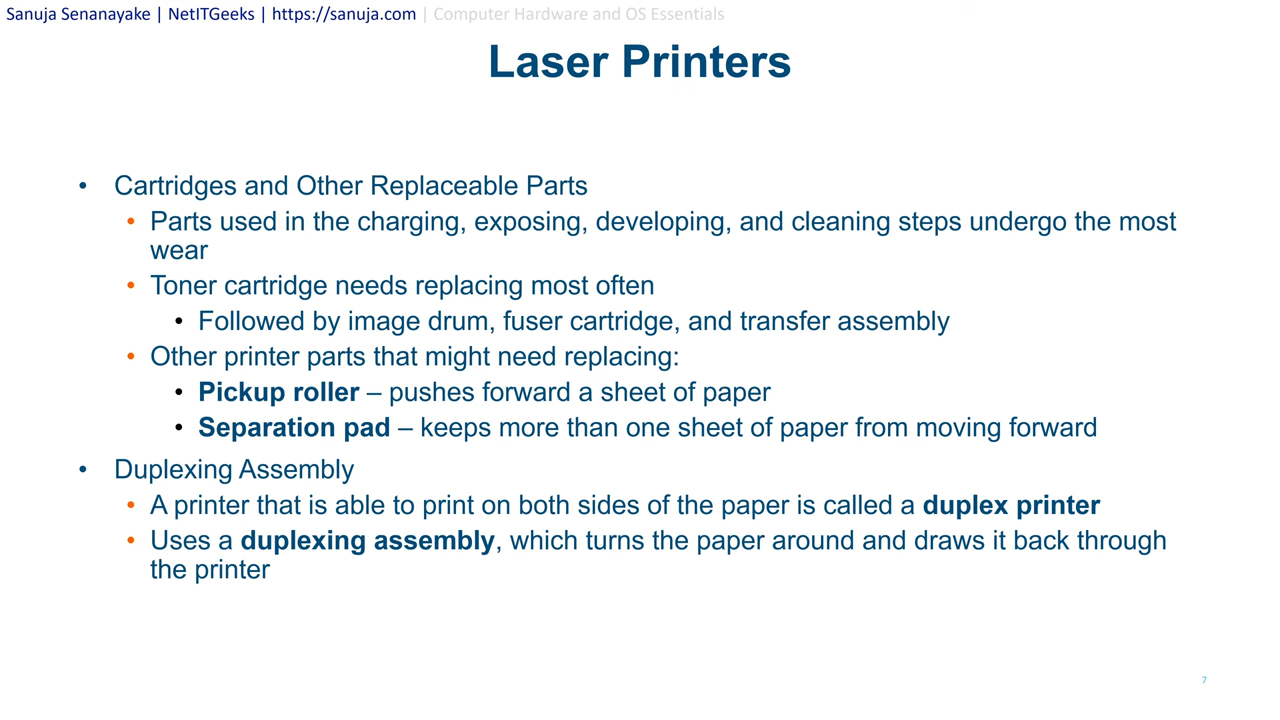 Sanuja Senanayake | NetITGeeks | https://sanuja.com | Computer Hardware and OS Essentials
Laser Printers
• Cartridges and Other Replaceable Parts
• Parts used in the charging, exposing, developing, and cleaning steps undergo the most
wear
• Toner cartridge needs replacing most often
• Followed by image drum, fuser cartridge, and transfer assembly
• Other printer parts that might need replacing:
• Pickup roller – pushes forward a sheet of paper
• Separation pad – keeps more than one sheet of paper from moving forward
• Duplexing Assembly
• A printer that is able to print on both sides of the paper is called a duplex printer
• Uses a duplexing assembly, which turns the paper around and draws it back through
the printer
7